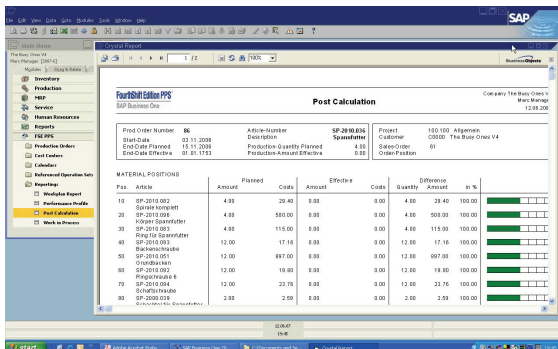 SAP
File Edit View Data Goto Modules Tools Window Help
Crystal Report
The Busy Ones V4
Marc Manager [2007-6]
Modules Drag & Relate
1 / 2
100%
BusinessObjects
Inventory
Production
MRP
Service
Human Resources
Reports
FSE PPS
Production Orders
Cost Centers
Calendars
Referenced Operation Sets
Reportings
Workplan Report
Performance Profile
Post Calculation
Work in Process
FourthShift Edition PPS
SAP Business One
Post Calculation
Company The Busy Ones V
Marc Manag
12.06.200
Prod.Order Number 86
Start-Date 03.11.2006
End-Date Planned 15.11.2006
End-Date Effective 01.01.1753
Article-Number SP-2010.036
Description Spannfutter
Production-Quantity Planned 4.00
Production-Amount Effective 0.00
Project 100.100 Allgemein
Customer C0000 The Busy Ones V4
Sales-Order 61
Order-Position
MATERIAL POSITIONS
Planned Effective Difference
Pos. Article Amount Costs Amount Costs Quantity Amount in %
10 SP-2010.082 4.00 29.40 0.00 0.00 4.00 29.40 100.00
Spirale komplett
20 SP-2010.096 4.00 500.00 0.00 0.00 4.00 500.00 100.00
Körper Spannfutter
30 SP-2010.083 4.00 115.00 0.00 0.00 4.00 115.00 100.00
Ring für Spannfutter
40 SP-2010.093 12.00 17.16 0.00 0.00 12.00 17.16 100.00
Backenschraube
50 SP-2010.051 12.00 897.00 0.00 0.00 12.00 897.00 100.00
Grundbacken
60 SP-2010.092 12.00 19.80 0.00 0.00 12.00 19.80 100.00
Ringschraube 6
70 SP-2010.094 12.00 23.76 0.00 0.00 12.00 23.76 100.00
Schaftschraube
80 SP-2000.039 2.00 2.59 0.00 0.00 2.00 2.59 100.00
12.06.07
15:45
start
Crystal Report